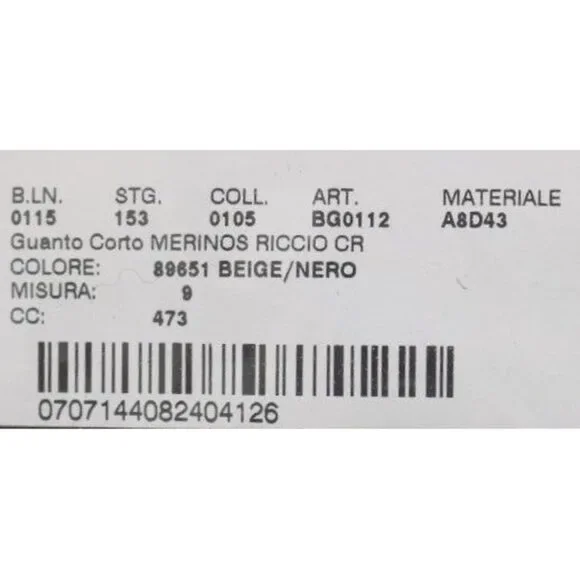 B.LN. STG. COLL. ART. MATERIALE
0115 153 0105 BG0112 A8D43
Guanto Corto MERINOS RICCIO CR
COLORE: 89651 BEIGE/NERO
MISURA: 9
CC: 473
0707144082404126